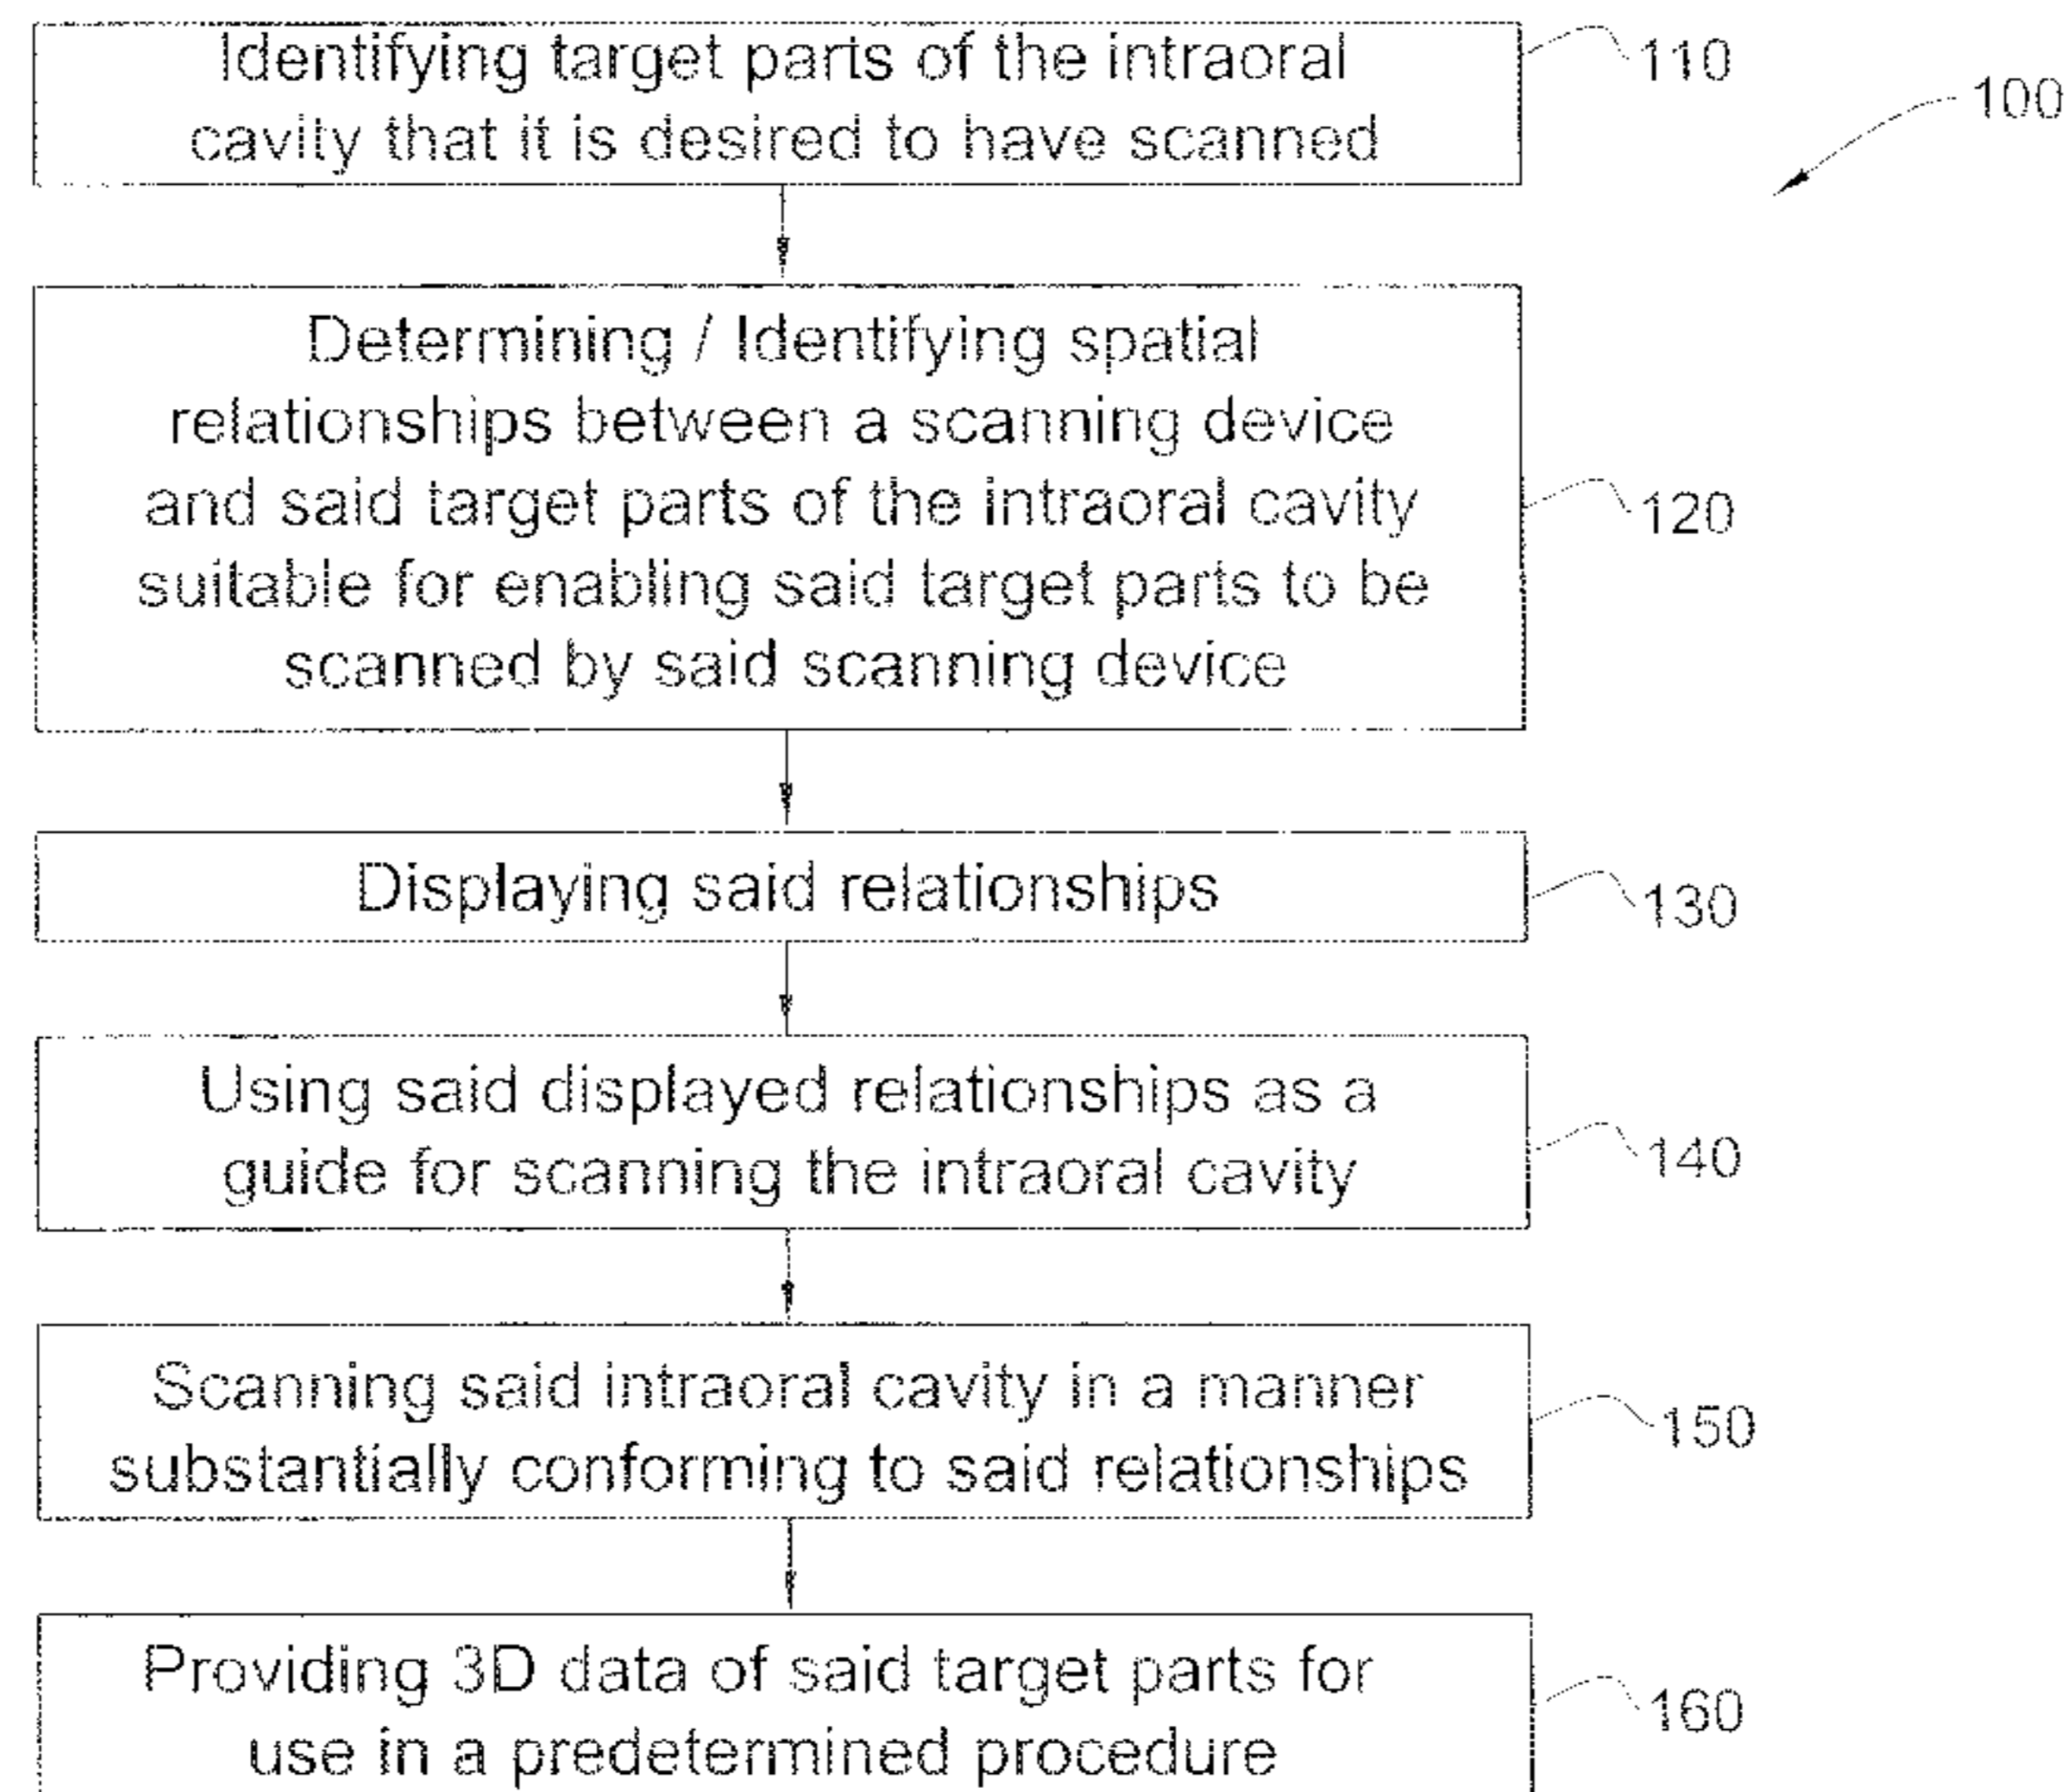 Identifying target parts of the intraoral
cavity that it is desired to have scanned
110
100
Determining / Identifying spatial
relationships between a scanning device
and said target parts of the intraoral cavity
suitable for enabling said target parts to be
scanned by said scanning device
120
Displaying said relationships
130
Using said displayed relationships as a
guide for scanning the intraoral cavity
140
Scanning said intraoral cavity in a manner
substantially conforming to said relationships
150
Providing 3D data of said target parts for
use in a predetermined procedure
160